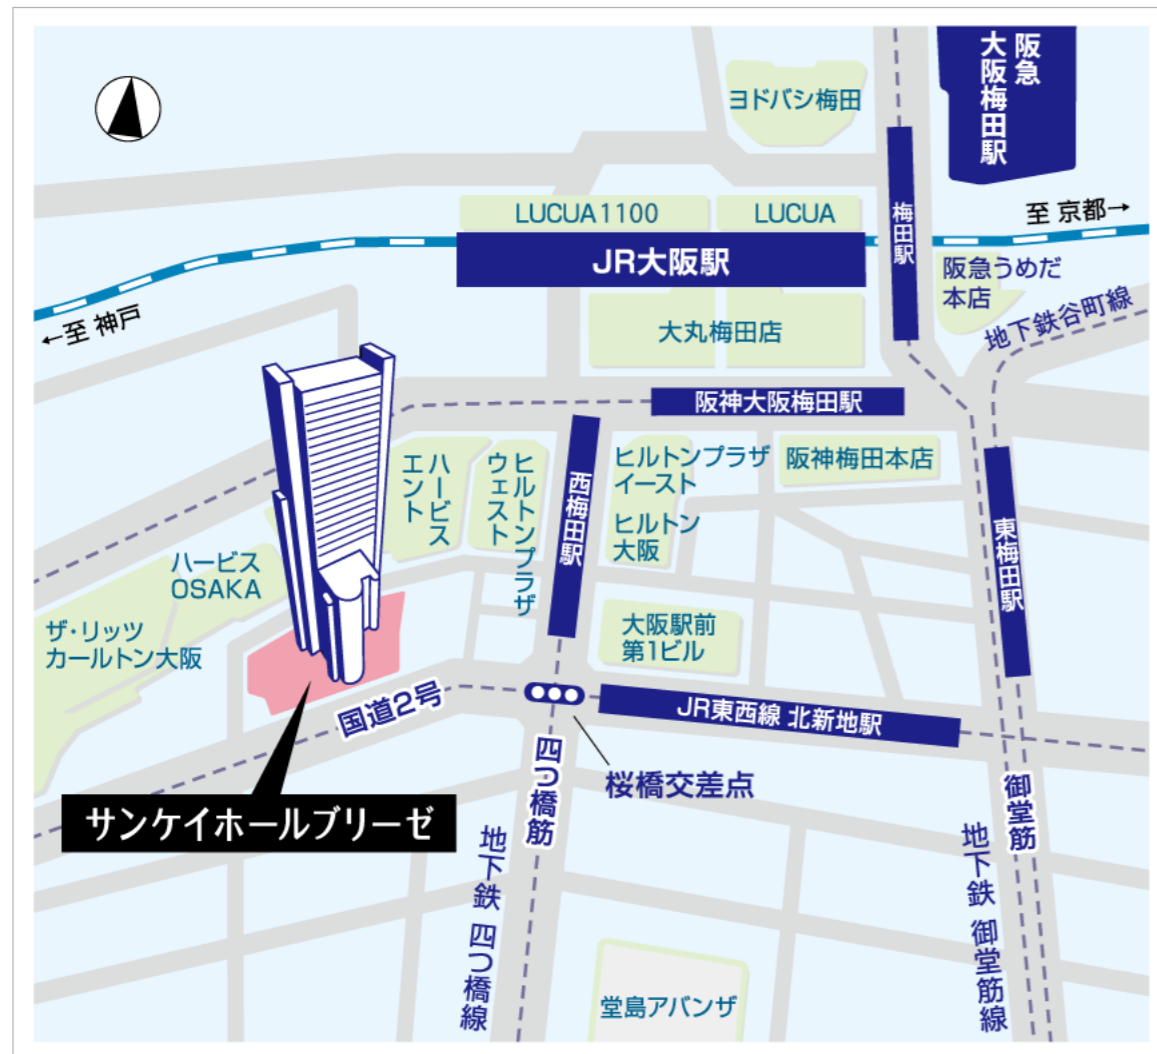 阪急
大阪梅田駅
ヨドバシ梅田
LUCUA1100
LUCUA
梅田駅
至 京都→
JR大阪駅
阪急うめだ
本店
←至 神戸
大丸梅田店
地下鉄谷町線
阪神大阪梅田駅
ハービス
エント
ヒルトンプラザ
ウェスト
西梅田駅
ヒルトンプラザ
イースト
ヒルトン
大阪
阪神梅田本店
東梅田駅
ハービス
OSAKA
ザ・リッツ
カールトン大阪
大阪駅前
第1ビル
国道2号
JR東西線 北新地駅
桜橋交差点
サンケイホールブリーゼ
四つ橋筋
御堂筋
地下鉄 四つ橋線
地下鉄 御堂筋線
堂島アバンザ